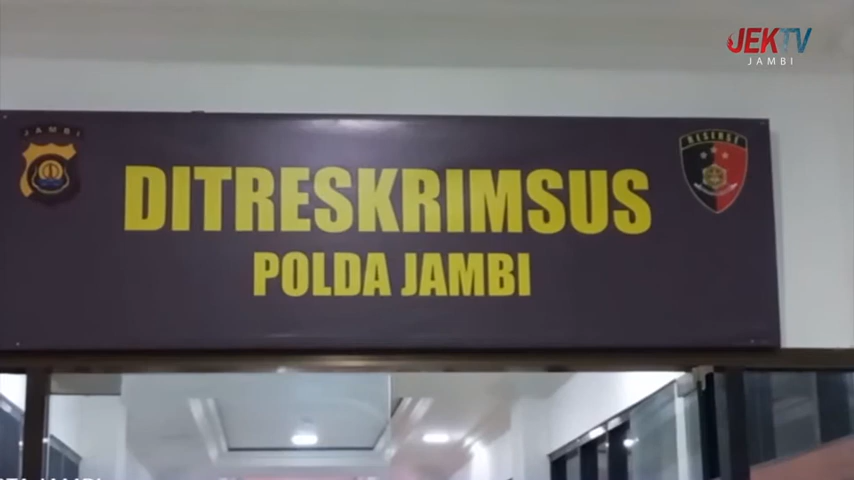 JEKTV
JAMBI
JAMBI
RESERSE
DITRESKRIMSUS
POLDA JAMBI